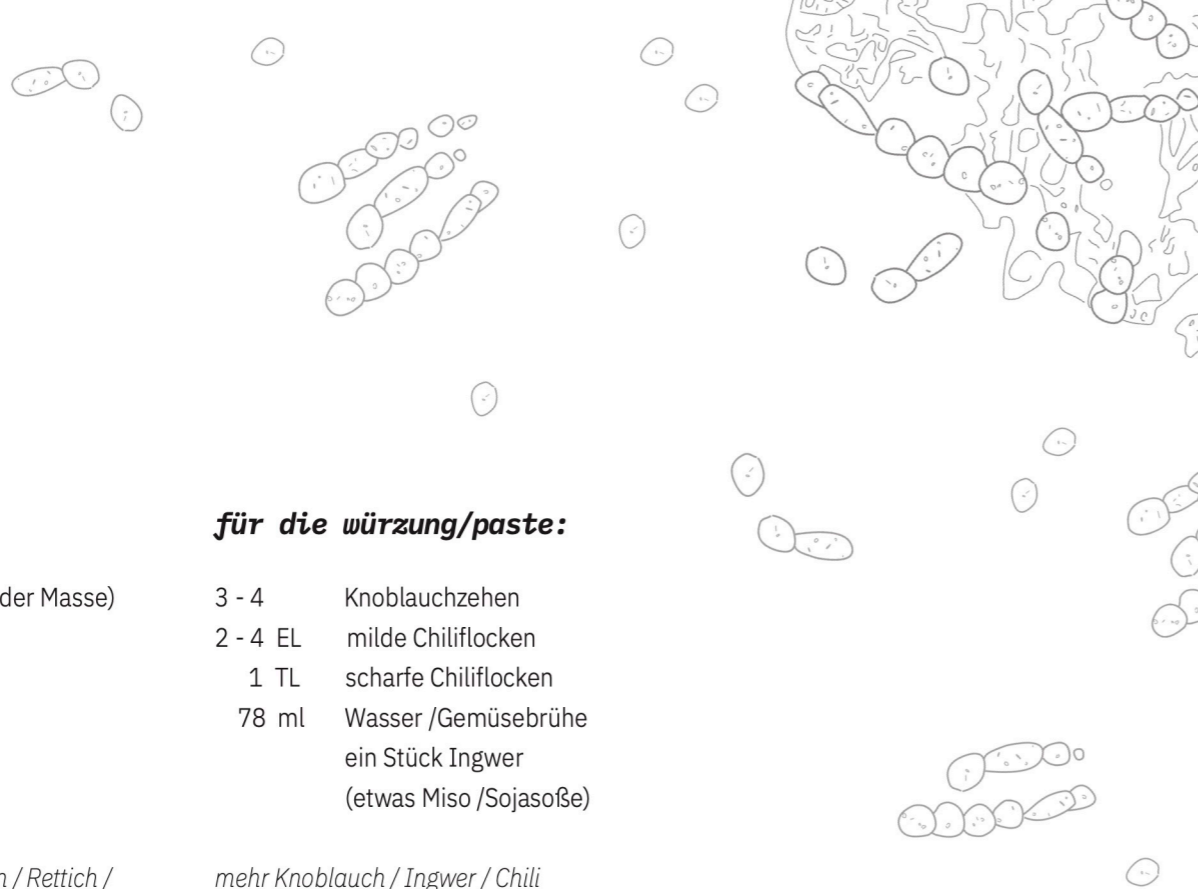 für die würzung/paste:
der Masse)
3 - 4 Knoblauchzehen
2 - 4 EL milde Chiliflocken
1 TL scharfe Chiliflocken
78 ml Wasser /Gemüsebrühe
ein Stück Ingwer
(etwas Miso /Sojasoße)
/ Rettich /
mehr Knoblauch / Ingwer / Chili